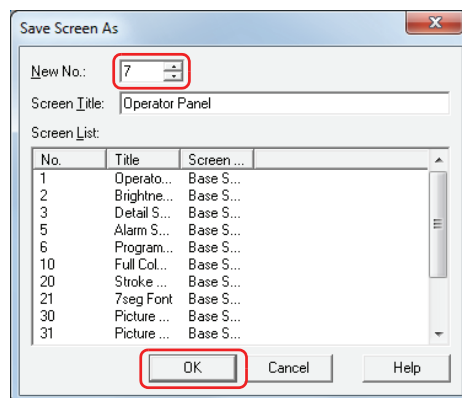 Save Screen As
New No.: 7
Screen Title: Operator Panel
Screen List:
No. Title Screen ...
1 Operato... Base S...
2 Brightne... Base S...
3 Detail S... Base S...
5 Alarm S... Base S...
6 Program... Base S...
10 Full Col... Base S...
20 Stroke ... Base S...
21 7seg Font Base S...
30 Picture ... Base S...
31 Picture ... Base S...
OK Cancel Help